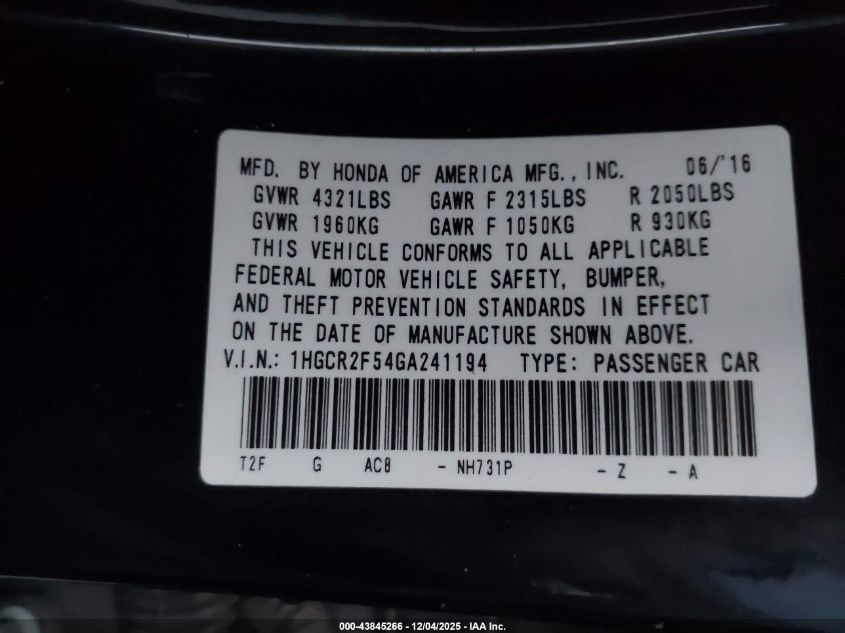 MFD. BY HONDA OF AMERICA MFG., INC. 06/'16
GVWR 4321LBS GAWR F 2315LBS R 2050LBS
GVWR 1960KG GAWR F 1050KG R 930KG
THIS VEHICLE CONFORMS TO ALL APPLICABLE
FEDERAL MOTOR VEHICLE SAFETY, BUMPER,
AND THEFT PREVENTION STANDARDS IN EFFECT
ON THE DATE OF MANUFACTURE SHOWN ABOVE.
V.I.N.: 1HGCR2F54GA241194 TYPE: PASSENGER CAR
T2F G AC8 - NH731P - Z - A
000-43845266 - 12/04/2025 - IAA Inc.